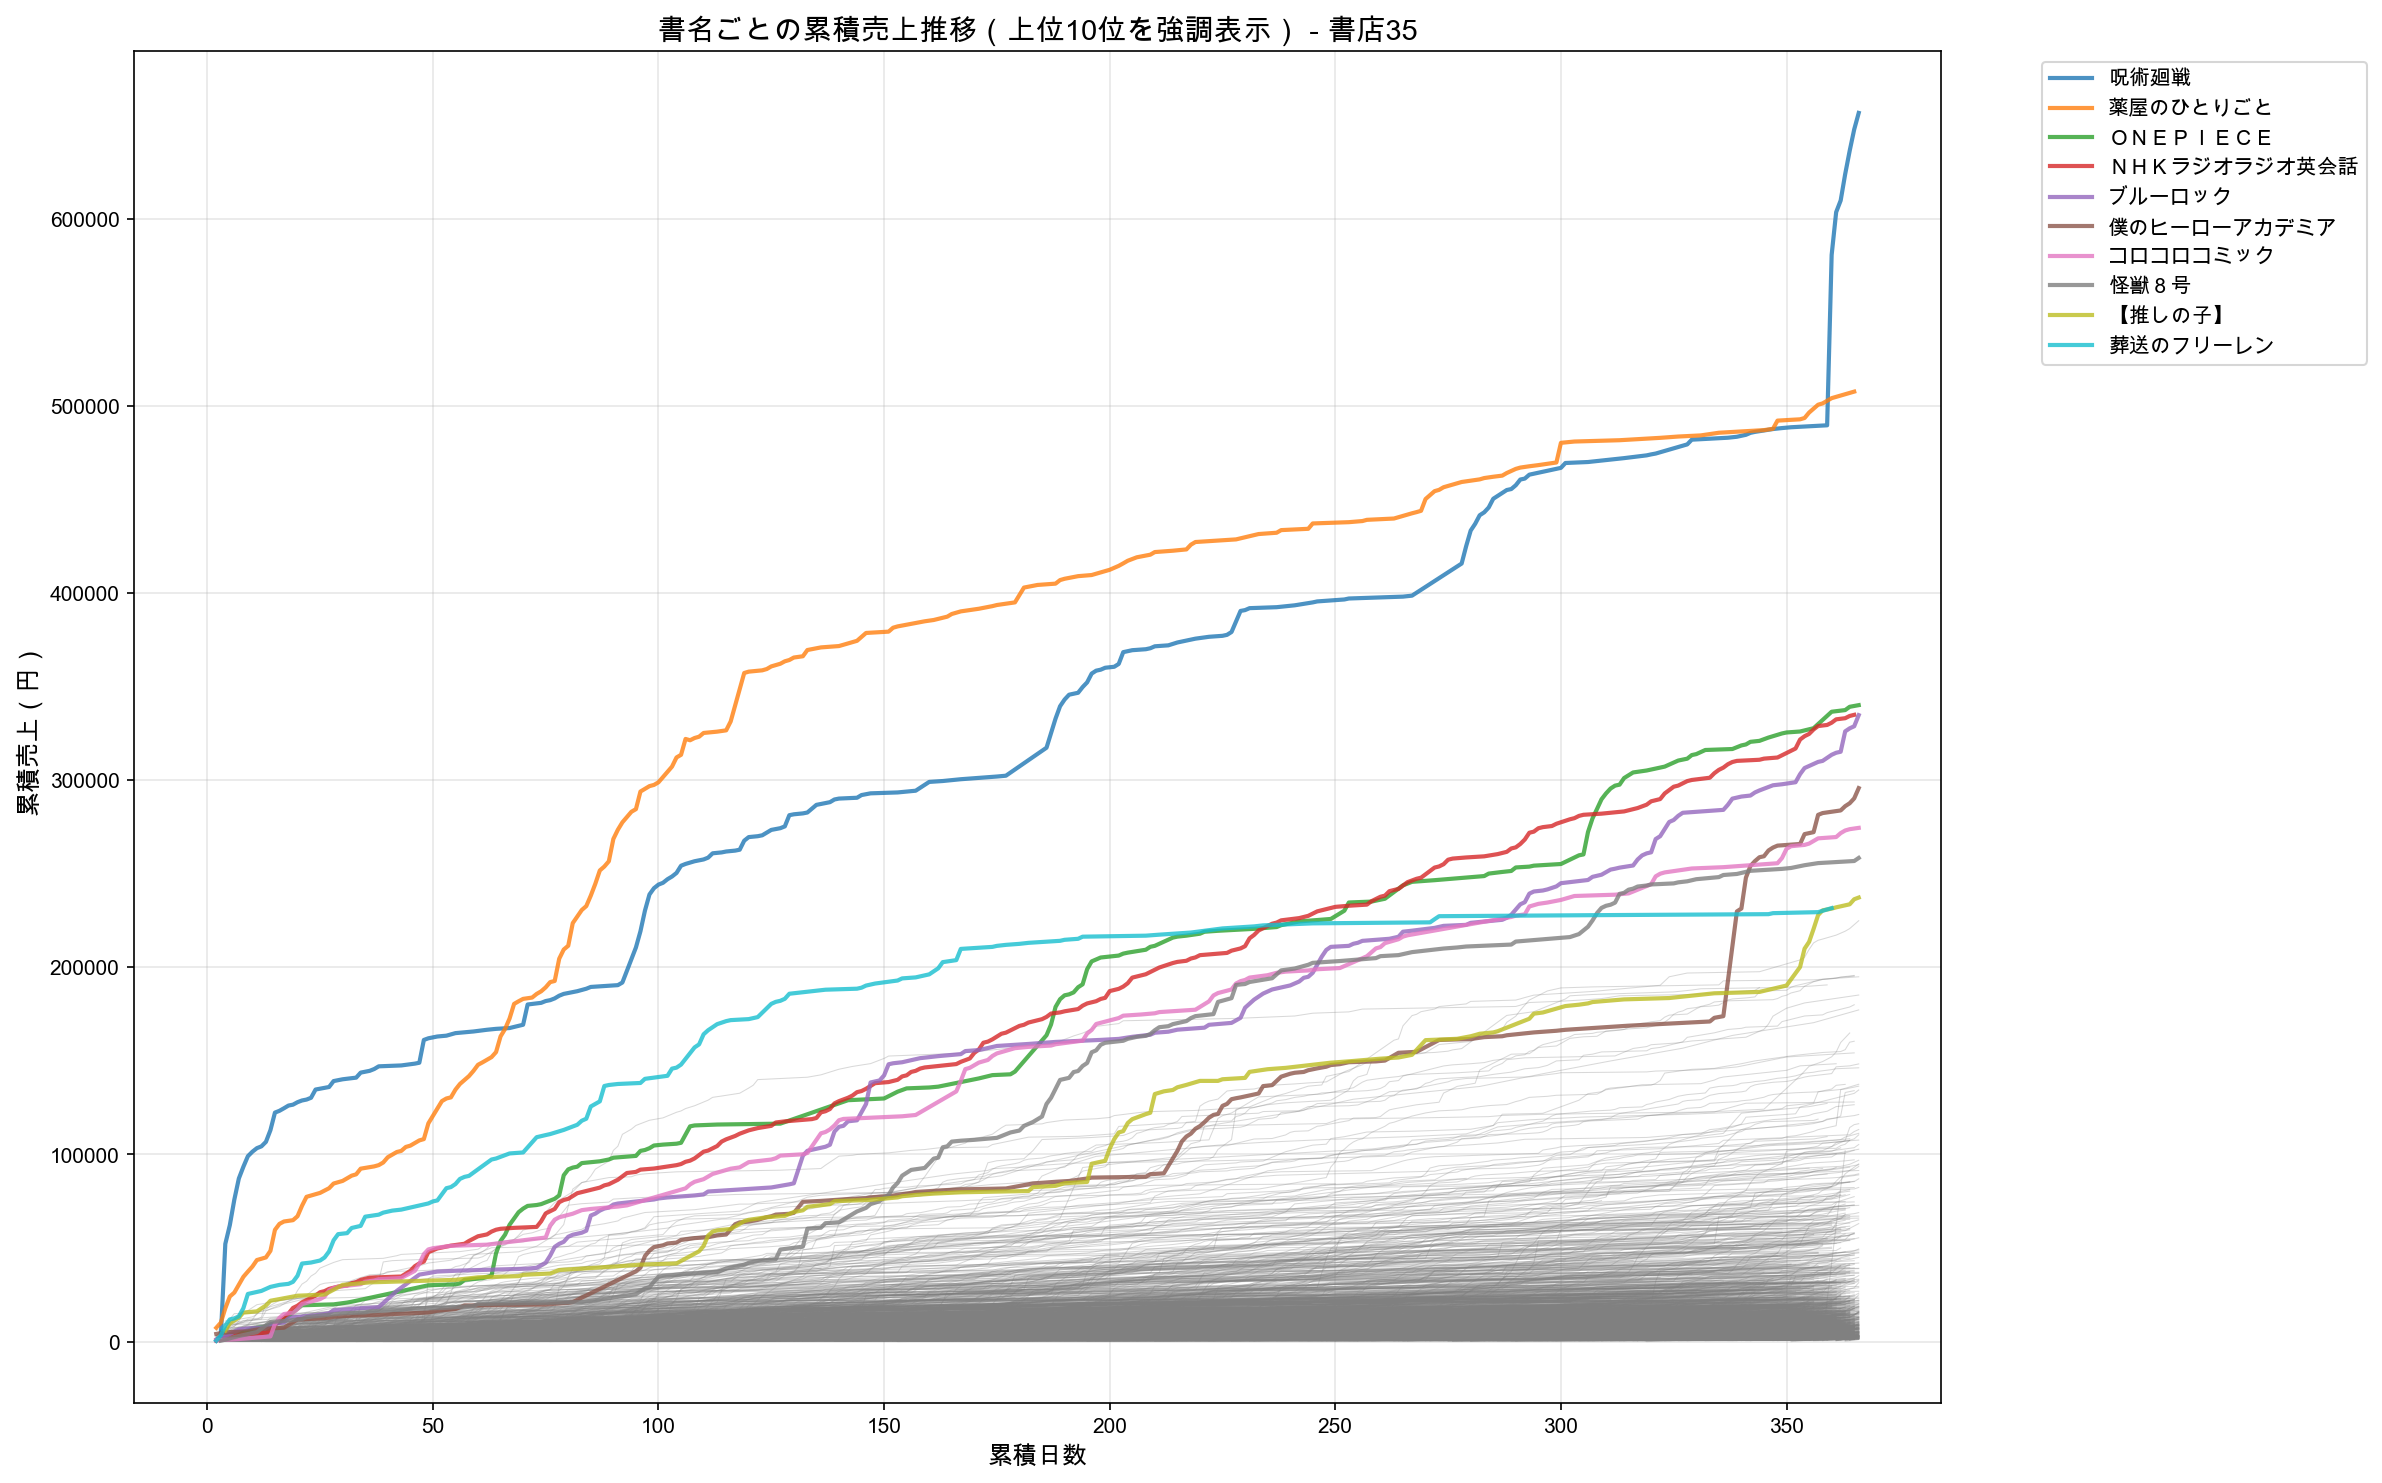 書名ごとの累積売上推移（上位10位を強調表示） - 書店35
呪術廻戦
薬屋のひとりごと
ＯＮＥＰＩＥＣＥ
ＮＨＫラジオラジオ英会話
ブルーロック
僕のヒーローアカデミア
コロコロコミック
怪獣８号
【推しの子】
葬送のフリーレン
累積売上（円）
600000
500000
400000
300000
200000
100000
0
0 50 100 150 200 250 300 350
累積日数